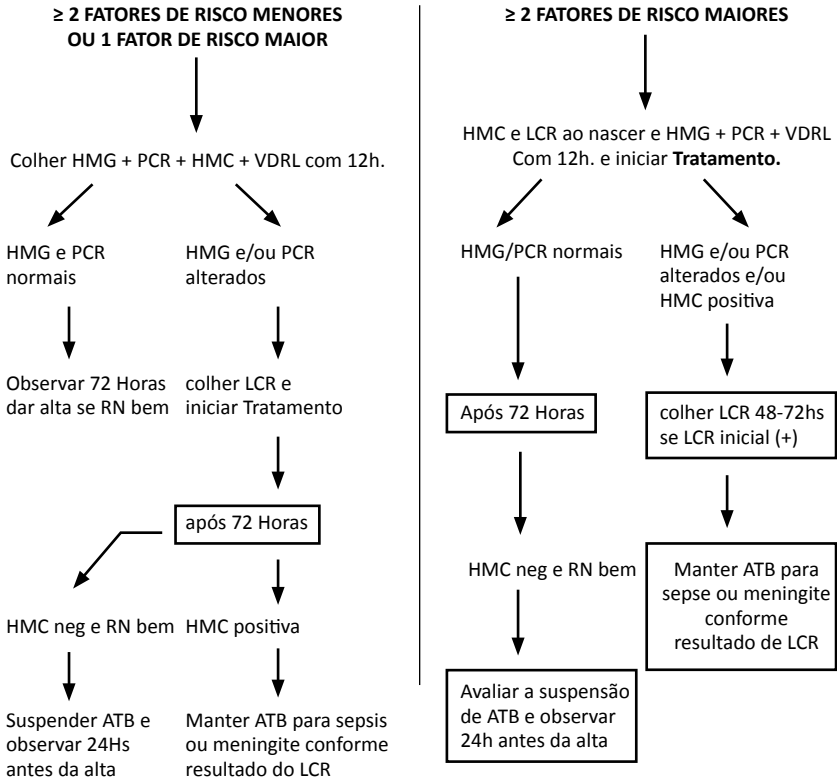 ≥ 2 FATORES DE RISCO MENORES
OU 1 FATOR DE RISCO MAIOR
Colher HMG + PCR + HMC + VDRL com 12h.
HMG e PCR
normais
HMG e/ou PCR
alterados
Observar 72 Horas
dar alta se RN bem
colher LCR e
iniciar Tratamento
após 72 Horas
HMC neg e RN bem
HMC positiva
Suspender ATB e
observar 24Hs
antes da alta
Manter ATB para sepsis
ou meningite conforme
resultado do LCR
≥ 2 FATORES DE RISCO MAIORES
HMC e LCR ao nascer e HMG + PCR + VDRL
Com 12h. e iniciar Tratamento.
HMG/PCR normais
HMG e/ou PCR
alterados e/ou
HMC positiva
Após 72 Horas
colher LCR 48-72hs
se LCR inicial (+)
HMC neg e RN bem
Manter ATB para
sepse ou meningite
conforme
resultado de LCR
Avaliar a suspensão
de ATB e observar
24h antes da alta